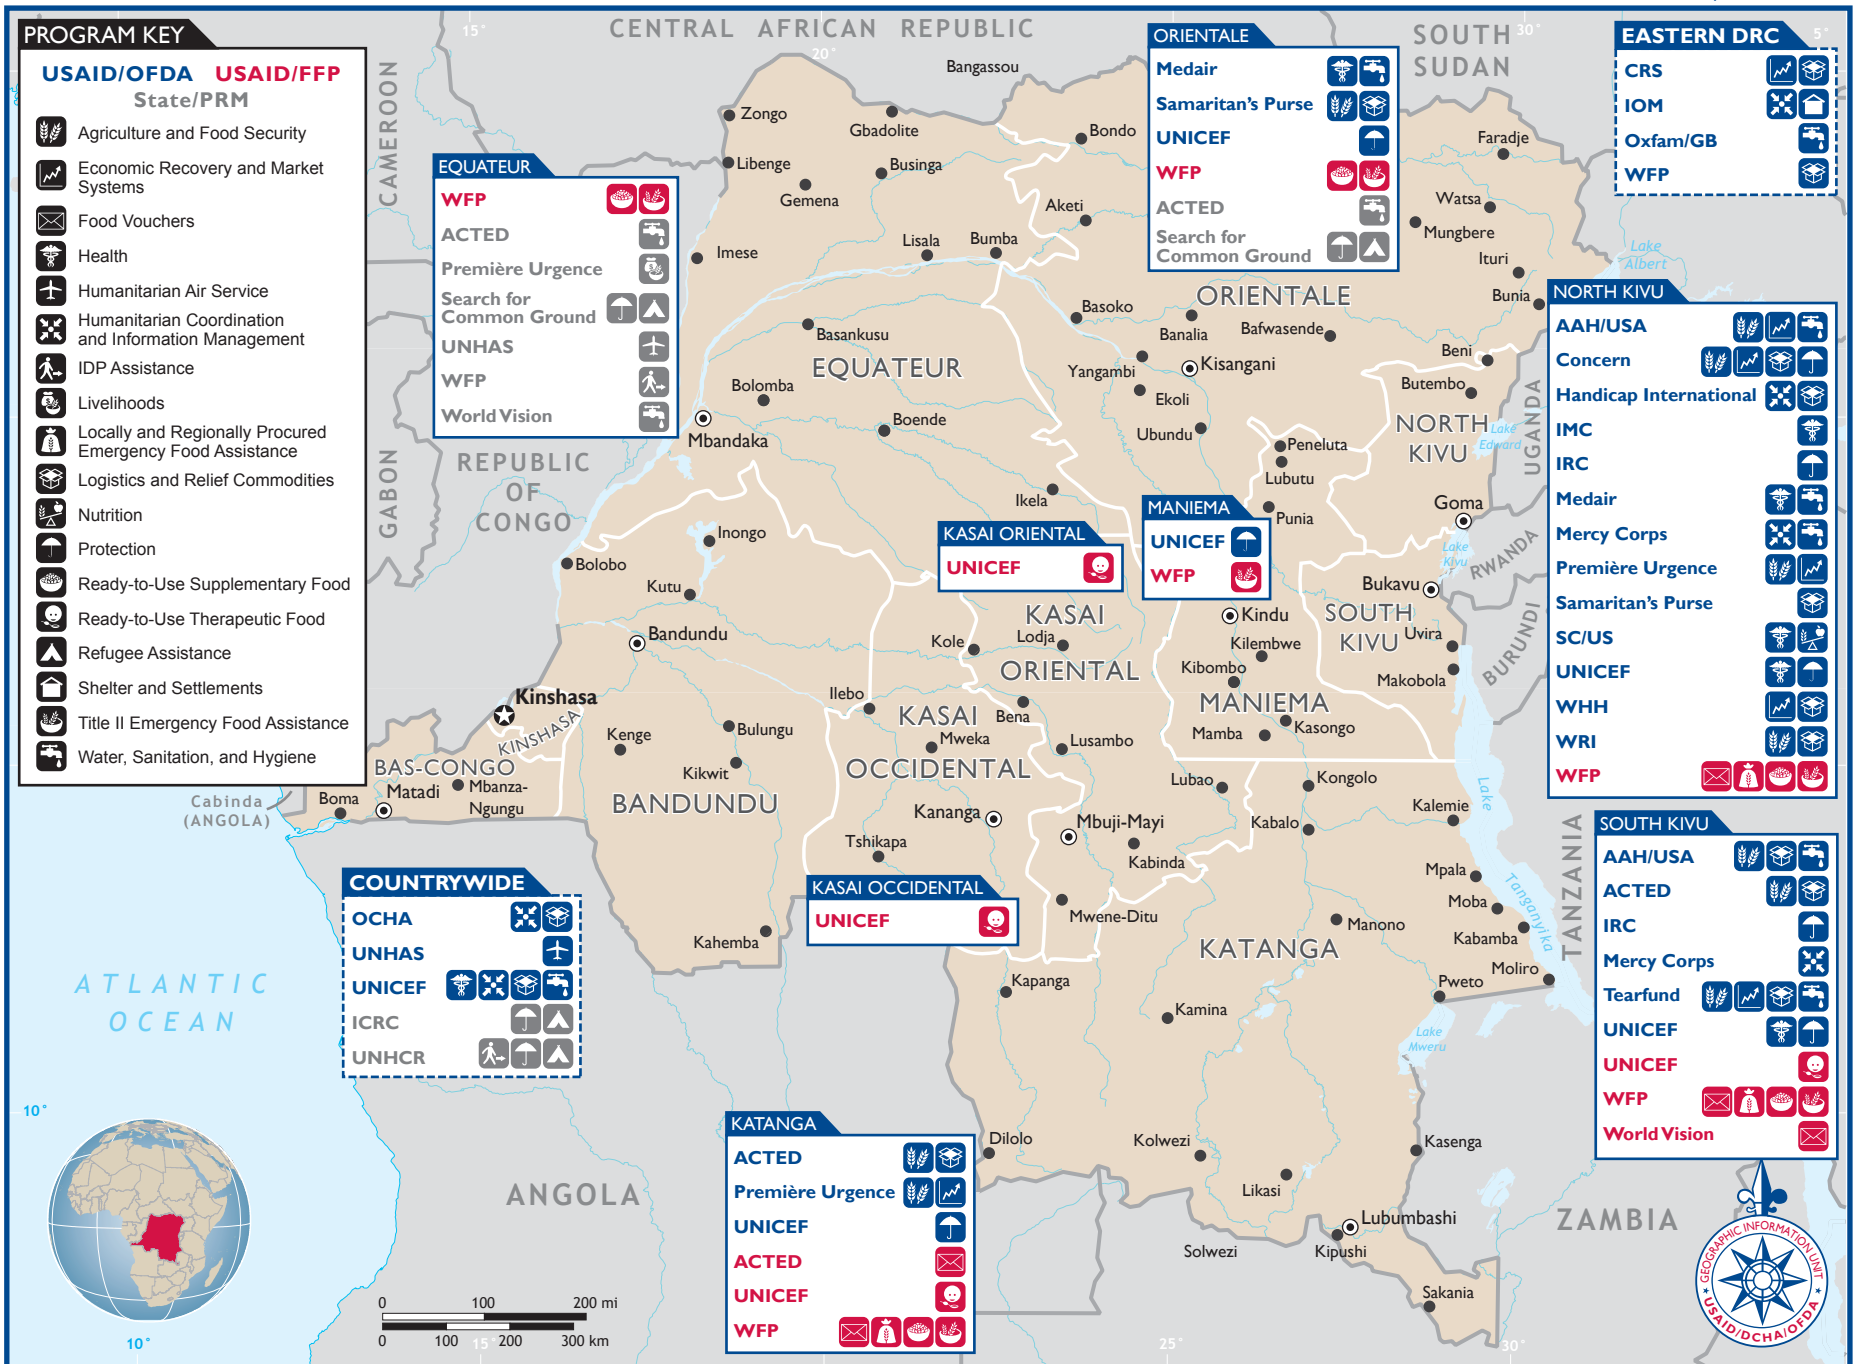 PROGRAM KEY
USAID/OFDA USAID/FFP
State/PRM
Agriculture and Food Security
Economic Recovery and Market
Systems
Food Vouchers
Health
Humanitarian Air Service
Humanitarian Coordination
and Information Management
IDP Assistance
Livelihoods
Locally and Regionally Procured
Emergency Food Assistance
Logistics and Relief Commodities
Nutrition
Protection
Ready-to-Use Supplementary Food
Ready-to-Use Therapeutic Food
Refugee Assistance
Shelter and Settlements
Title II Emergency Food Assistance
Water, Sanitation, and Hygiene
EQUATEUR
WFP
ACTED
Première Urgence
Search for
Common Ground
UNHAS
WFP
World Vision
ORIENTALE
Medair
Samaritan's Purse
UNICEF
WFP
ACTED
Search for
Common Ground
EASTERN DRC
CRS
IOM
Oxfam/GB
WFP
NORTH KIVU
AAH/USA
Concern
Handicap International
IMC
IRC
Medair
Mercy Corps
Première Urgence
Samaritan's Purse
SC/US
UNICEF
WHH
WRI
WFP
SOUTH KIVU
AAH/USA
ACTED
IRC
Mercy Corps
Tearfund
UNICEF
UNICEF
WFP
World Vision
KASAI ORIENTAL
UNICEF
MANIEMA
UNICEF
WFP
KASAI OCCIDENTAL
UNICEF
COUNTRYWIDE
OCHA
UNHAS
UNICEF
ICRC
UNHCR
KATANGA
ACTED
Première Urgence
UNICEF
ACTED
UNICEF
WFP
15°
20°
30°
5°
CENTRAL AFRICAN REPUBLIC
SOUTH
SUDAN
CAMEROON
GABON
REPUBLIC
OF
CONGO
UGANDA
RWANDA
BURUNDI
TANZANIA
ZAMBIA
ANGOLA
Cabinda
(ANGOLA)
ATLANTIC
OCEAN
Lake
Albert
Lake
Edward
Lake
Kivu
Lake
Tanganyika
Lake
Mweru
EQUATEUR
ORIENTALE
NORTH
KIVU
SOUTH
KIVU
MANIEMA
KASAI
ORIENTAL
KASAI
OCCIDENTAL
BANDUNDU
BAS-CONGO
KINSHASA
KATANGA
Bangassou
Zongo
Gbadolite
Bondo
Faradje
Libenge
Businga
Gemena
Aketi
Watsa
Mungbere
Imese
Lisala
Bumba
Ituri
Bunia
Basoko
Banalia
Bafwasende
Basankusu
Beni
Yangambi
Kisangani
Butembo
Bolomba
Ekoli
Boende
Mbandaka
Ubundu
Peneluta
Lubutu
Ikela
Punia
Goma
Inongo
Bolobo
Kutu
Bukavu
Bandundu
Kole
Lodja
Kindu
Kilembwe
Kibombo
Uvira
Makobola
Kinshasa
Ilebo
Bena
Kenge
Bulungu
Mweka
Lusambo
Mamba
Kasongo
Kikwit
Lubao
Kongolo
Boma
Matadi
Mbanza-
Ngungu
Kananga
Mbuji-Mayi
Kabalo
Kalemie
Tshikapa
Kabinda
Mpala
Moba
Mwene-Ditu
Manono
Kabamba
Kahemba
Moliro
Kapanga
Pweto
Kamina
Dilolo
Kolwezi
Kasenga
Likasi
Lubumbashi
Solwezi
Kipushi
Sakania
10°
10°
0 100 200 mi
0 100 200 300 km
15°
25°
30°
GEOGRAPHIC INFORMATION UNIT
USAID/DCHA/OFDA